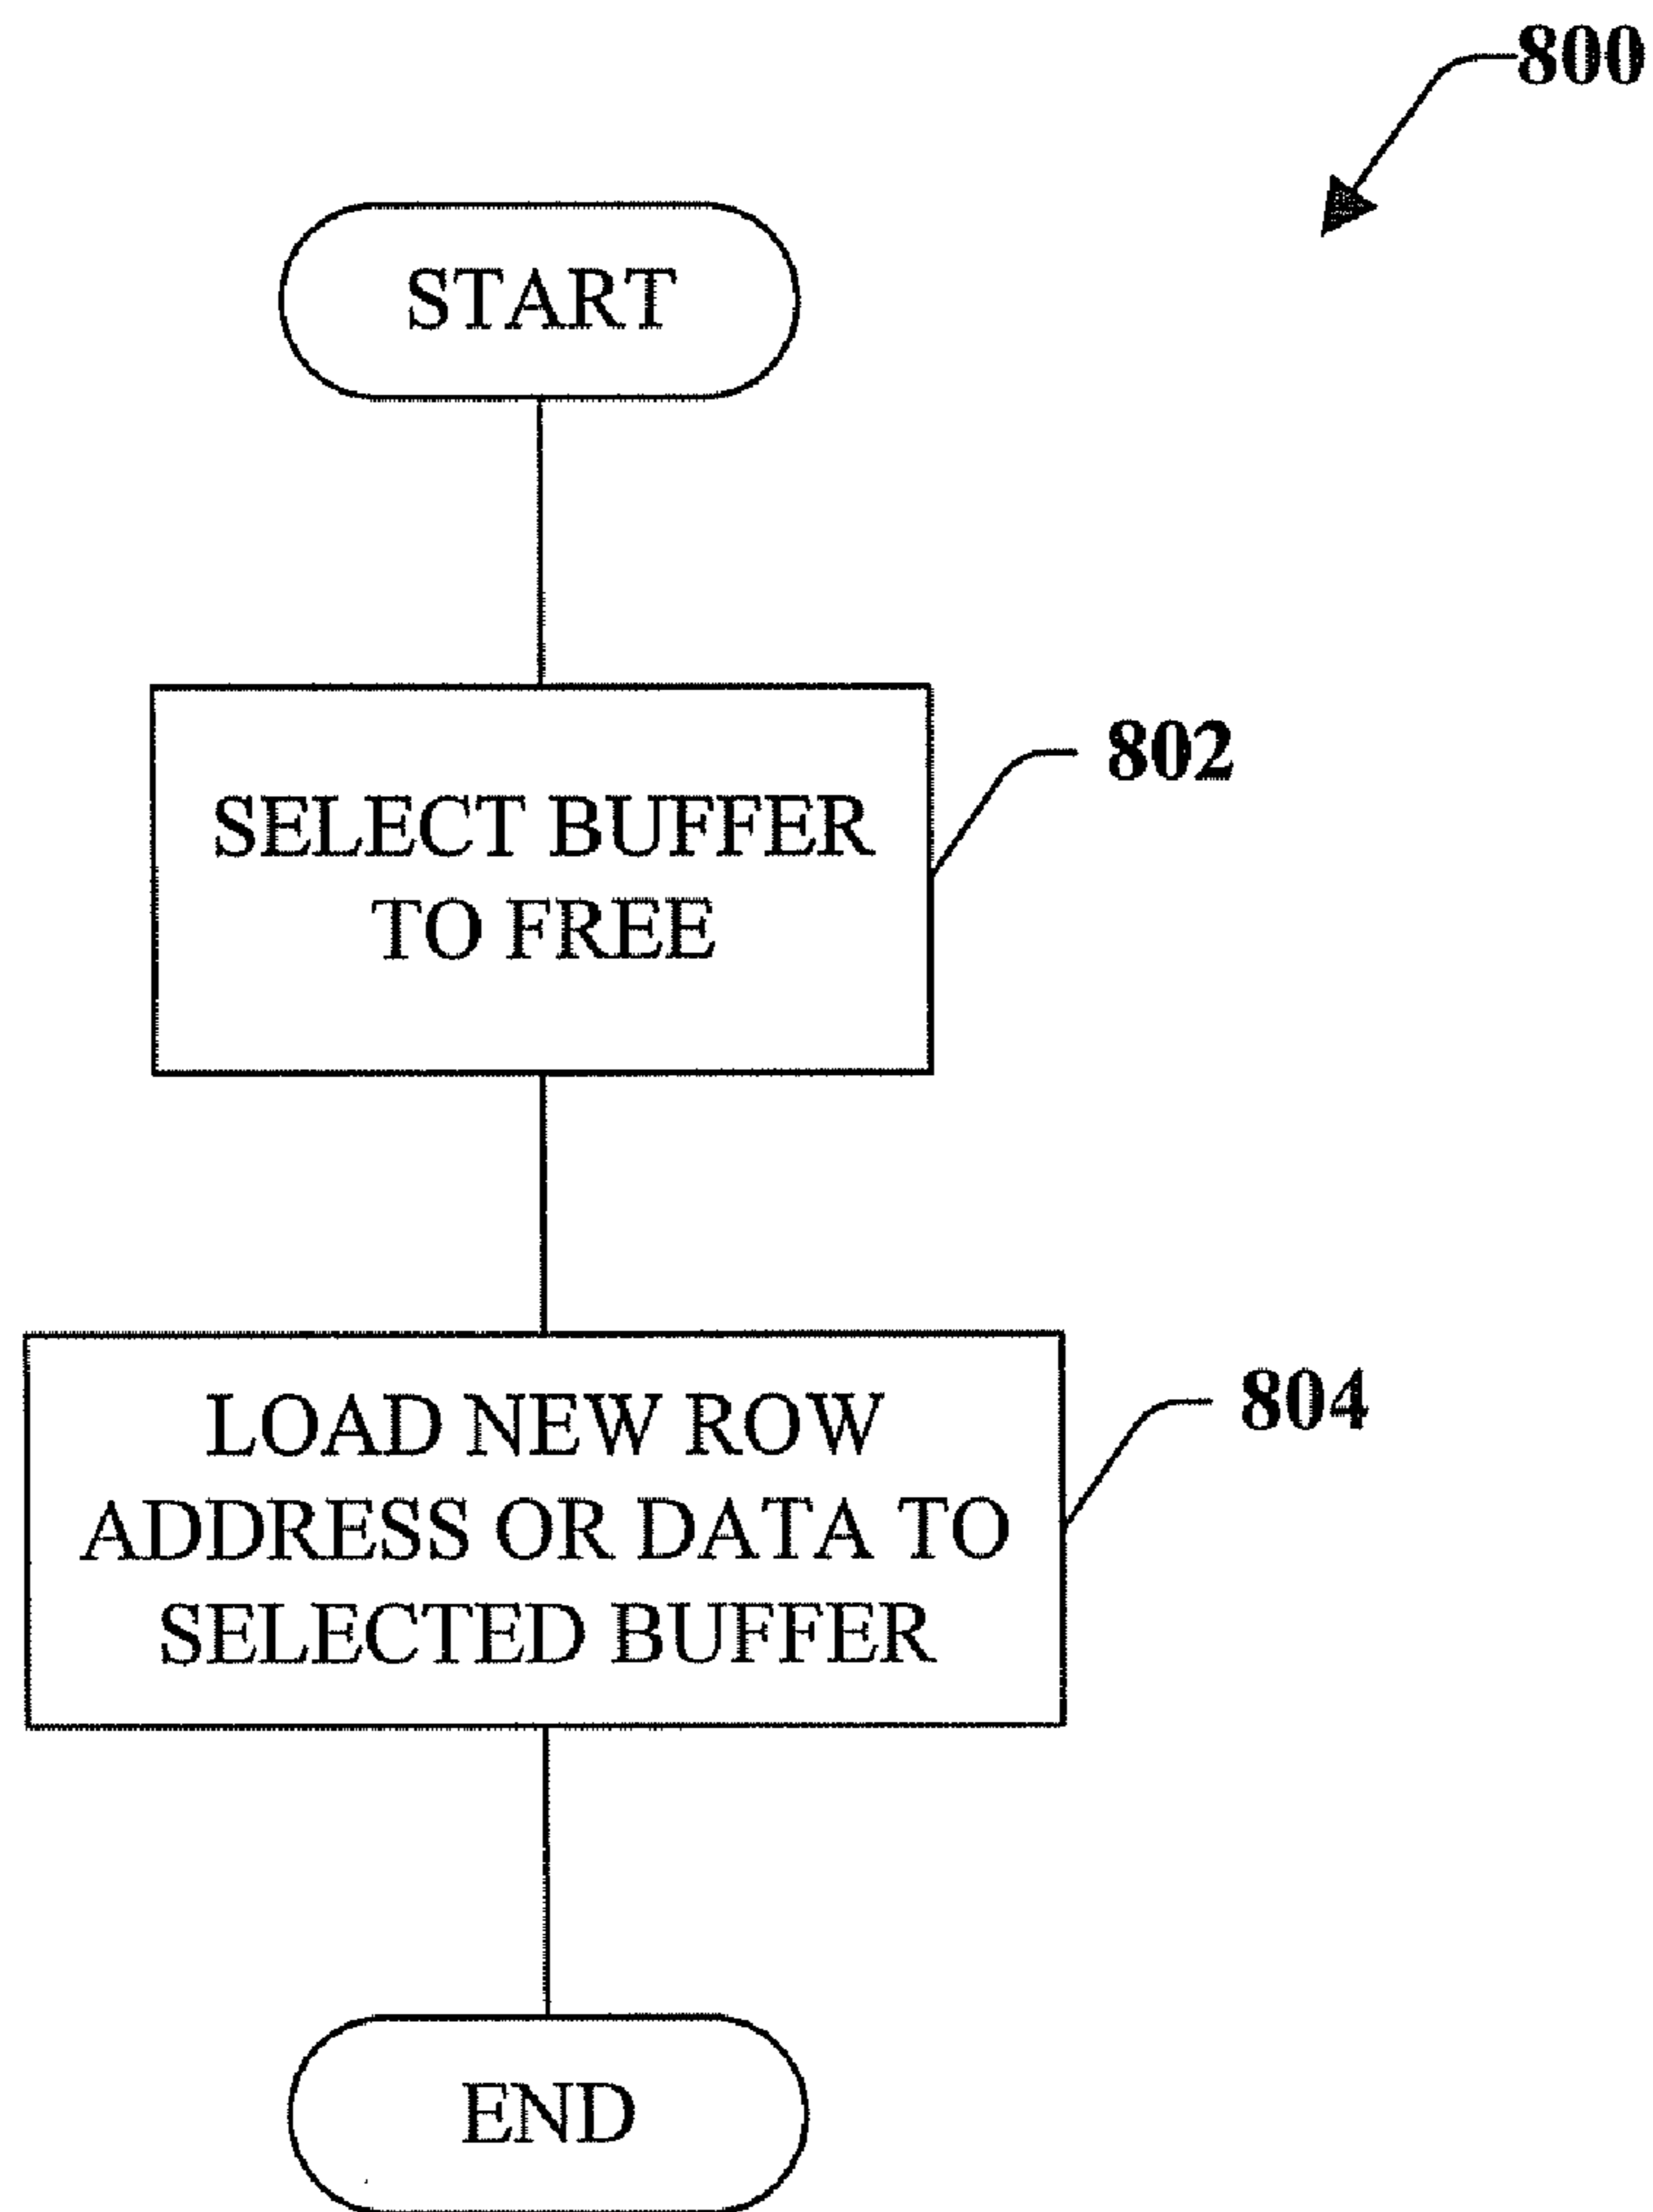 800
START
SELECT BUFFER
TO FREE
802
LOAD NEW ROW
ADDRESS OR DATA TO
SELECTED BUFFER
804
END